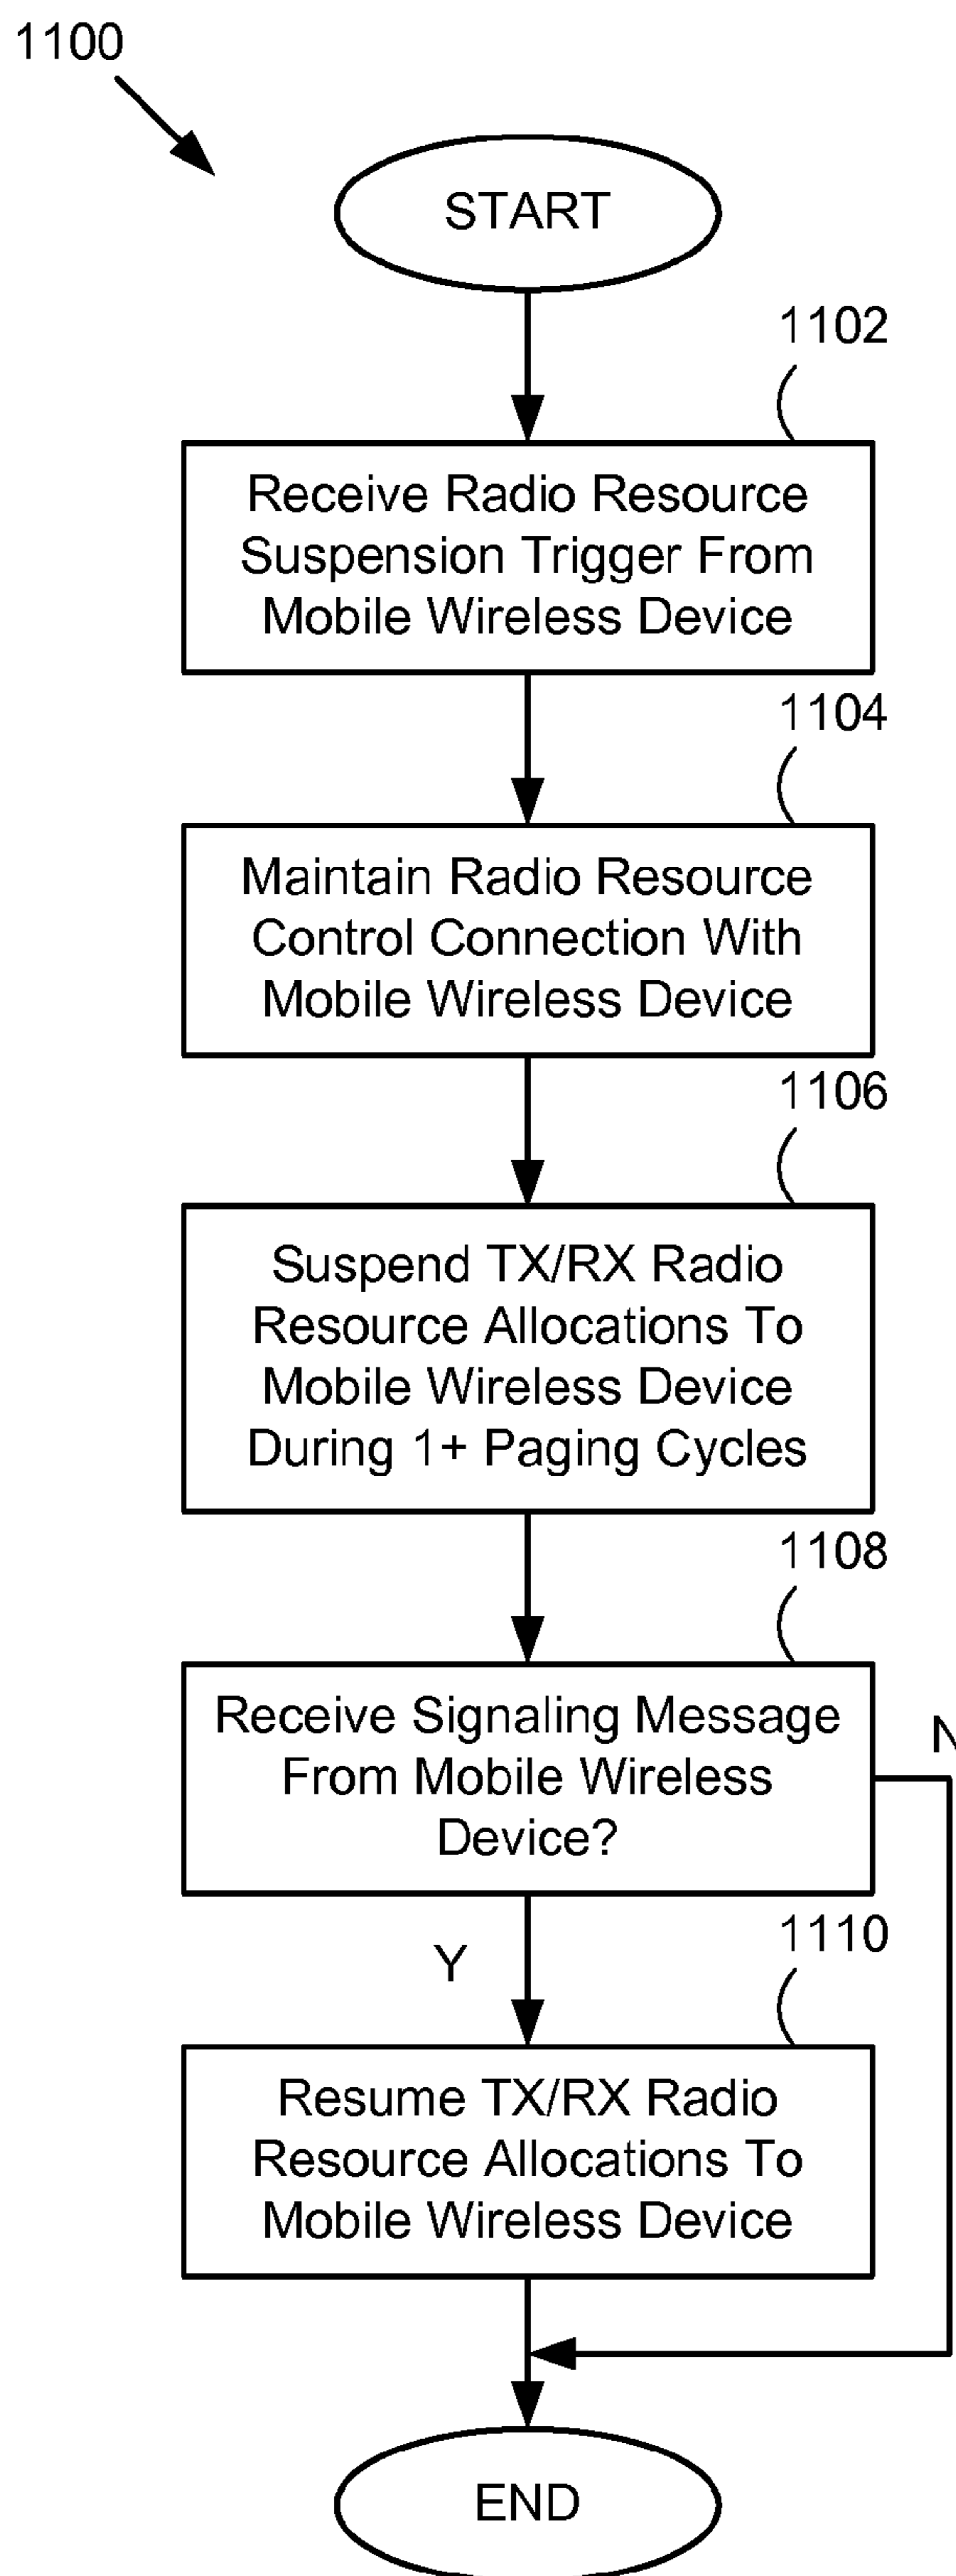 1100
START
1102
Receive Radio Resource
Suspension Trigger From
Mobile Wireless Device
1104
Maintain Radio Resource
Control Connection With
Mobile Wireless Device
1106
Suspend TX/RX Radio
Resource Allocations To
Mobile Wireless Device
During 1+ Paging Cycles
1108
Receive Signaling Message
From Mobile Wireless
Device?
N
Y
1110
Resume TX/RX Radio
Resource Allocations To
Mobile Wireless Device
END